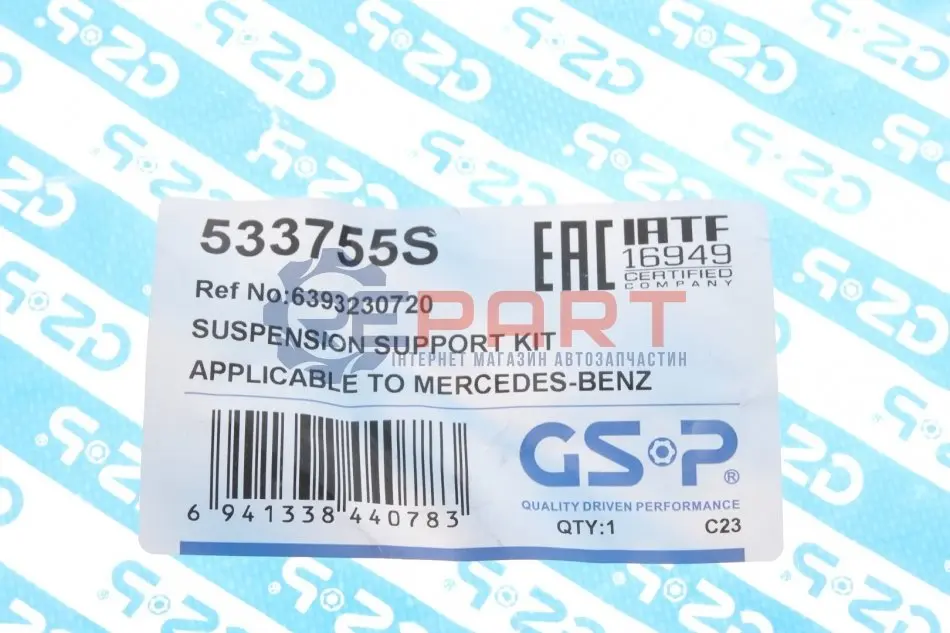 533755S
EAC
IATF
16949
CERTIFIED
COMPANY
Ref No:6393230720
PART
SUSPENSION SUPPORT KIT
ІНТЕРНЕТ МАГАЗИН АВТОЗАПЧАСТИН
APPLICABLE TO MERCEDES-BENZ
GSP®
6 941338 440783
QUALITY DRIVEN PERFORMANCE
QTY:1 C23